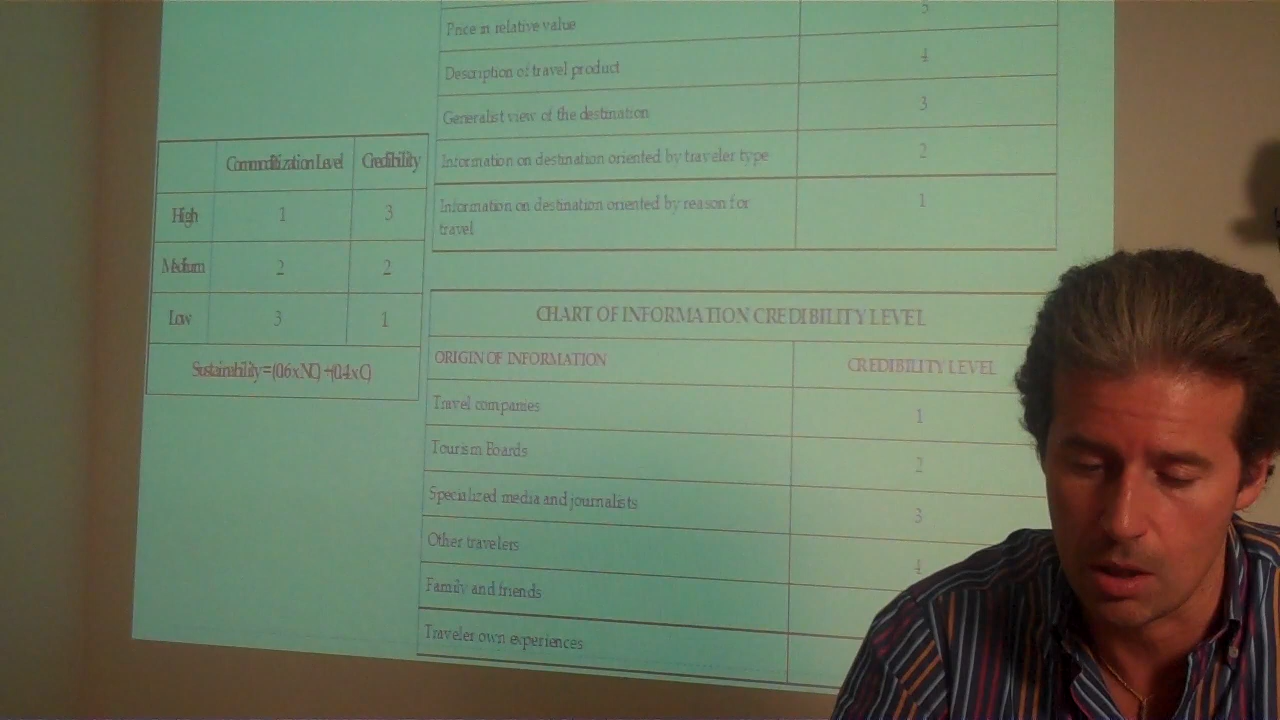 5
Price in relative value
Description of travel product 4
Generalist view of the destination 3
Information on destination oriented by traveler type 2
Information on destination oriented by reason for 1
travel
Commoditization Level Credibility
High 1 3
Medium 2 2
Low 3 1
Sustainability = (0.6 x NC) + (0.4 x C)
CHART OF INFORMATION CREDIBILITY LEVEL
ORIGIN OF INFORMATION CREDIBILITY LEVEL
Travel companies 1
Tourism Boards 2
Specialized media and journalists 3
Other travelers 4
Family and friends
Traveler own experiences